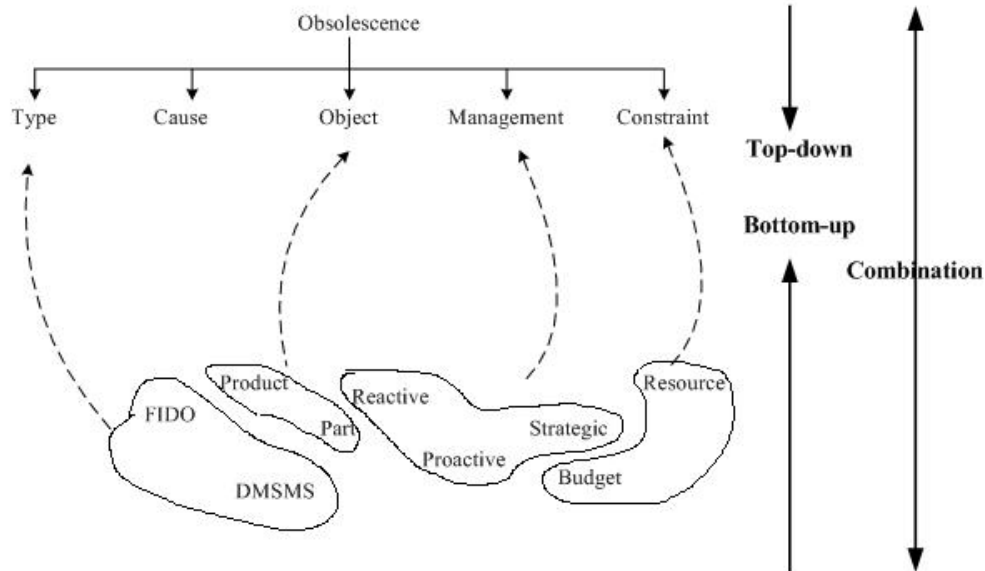 Obsolescence
Type Cause Object Management Constraint
Top-down
Bottom-up
Combination
Product Resource
Reactive
FIDO
Part Strategic
Proactive
Budget
DMSMS